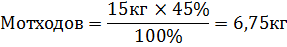 Мотходов = 15кг × 45% / 100% = 6,75кг